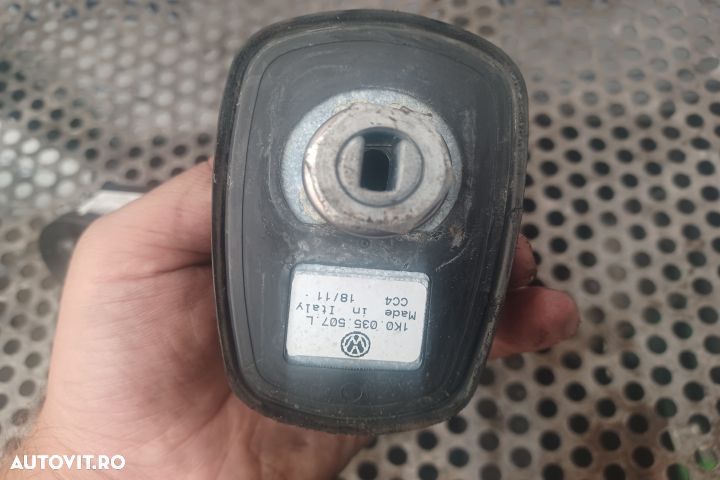 1K0.035.507.L
Made in Italy
18/11
CC4
AUTOVIT.RO